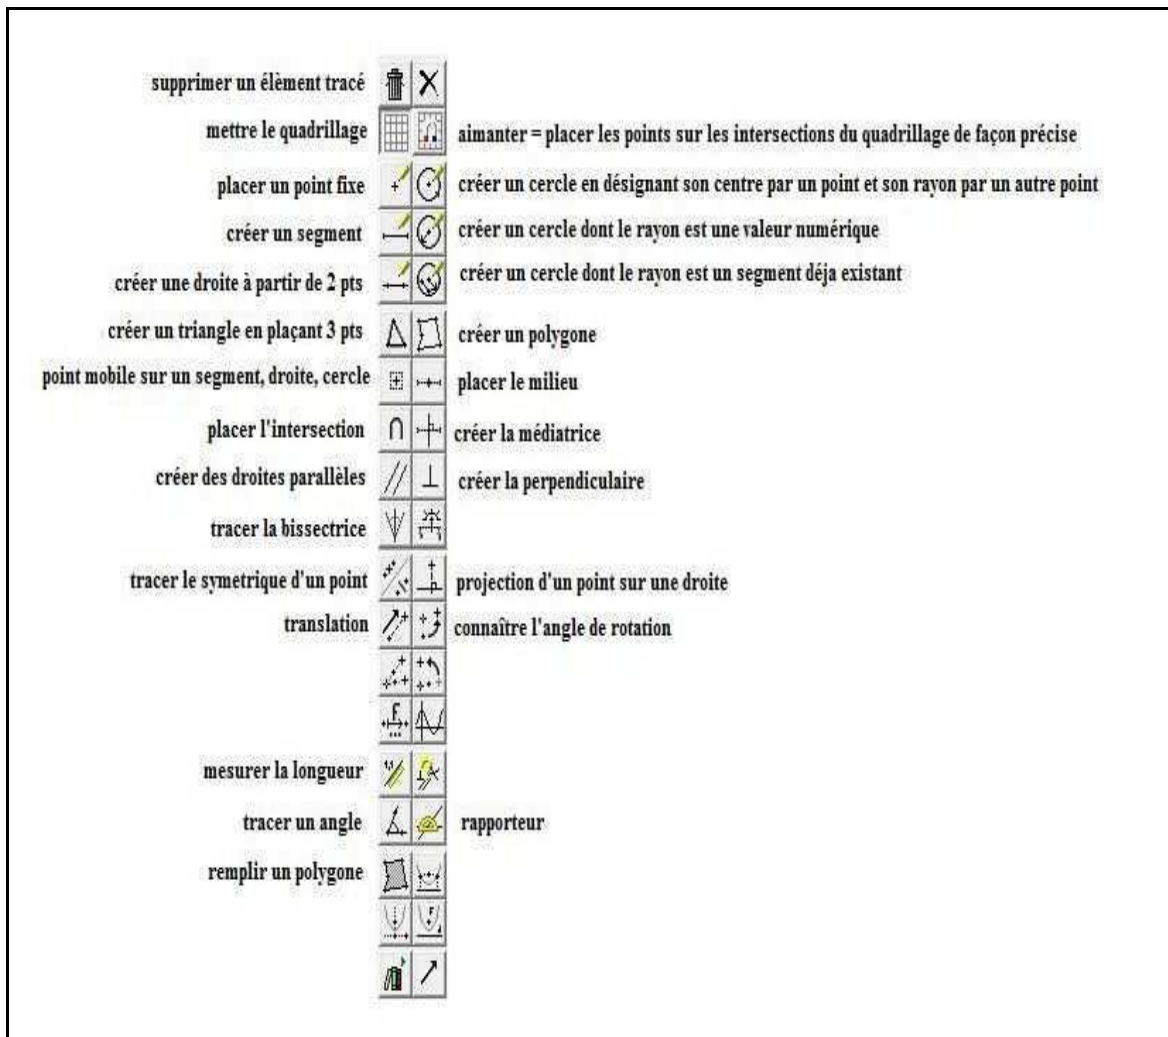 supprimer un élèment tracé
mettre le quadrillage
aimanter = placer les points sur les intersections du quadrillage de façon précise
placer un point fixe
créer un cercle en désignant son centre par un point et son rayon par un autre point
créer un segment
créer un cercle dont le rayon est une valeur numérique
créer une droite à partir de 2 pts
créer un cercle dont le rayon est un segment déja existant
créer un triangle en plaçant 3 pts
créer un polygone
point mobile sur un segment, droite, cercle
placer le milieu
placer l'intersection
créer la médiatrice
créer des droites parallèles
créer la perpendiculaire
tracer la bissectrice
tracer le symetrique d'un point
projection d'un point sur une droite
translation
connaître l'angle de rotation
mesurer la longueur
tracer un angle
rapporteur
remplir un polygone